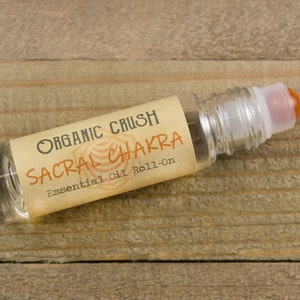 Organic Crush
Sacral Chakra
Essential Oil Roll-On